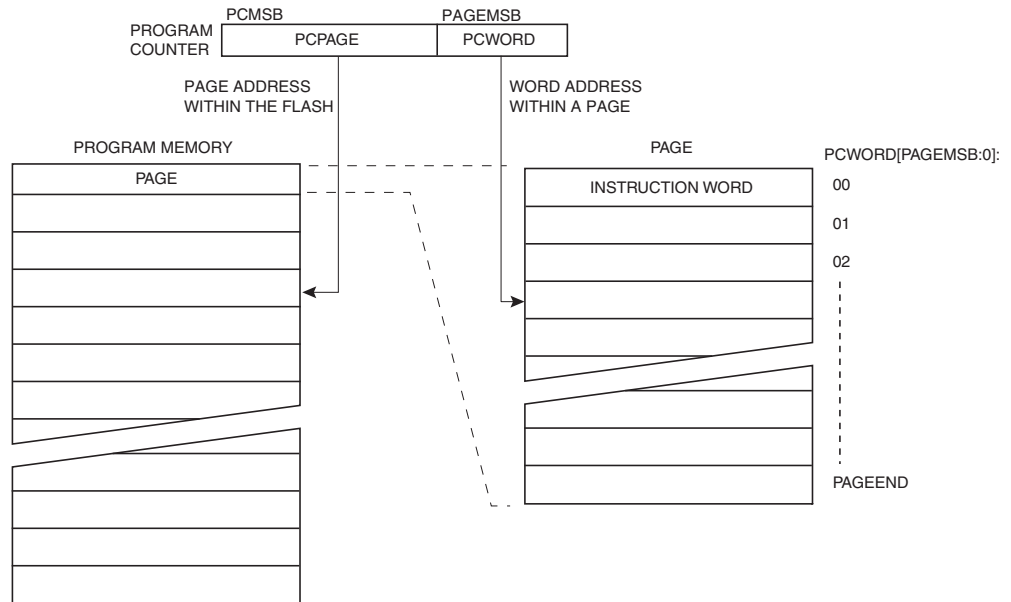 PCMSB
PAGEMSB
PROGRAM
COUNTER
PCPAGE
PCWORD
PAGE ADDRESS
WITHIN THE FLASH
WORD ADDRESS
WITHIN A PAGE
PROGRAM MEMORY
PAGE
PAGE
PCWORD[PAGEMSB:0]:
INSTRUCTION WORD
00
01
02
PAGEEND